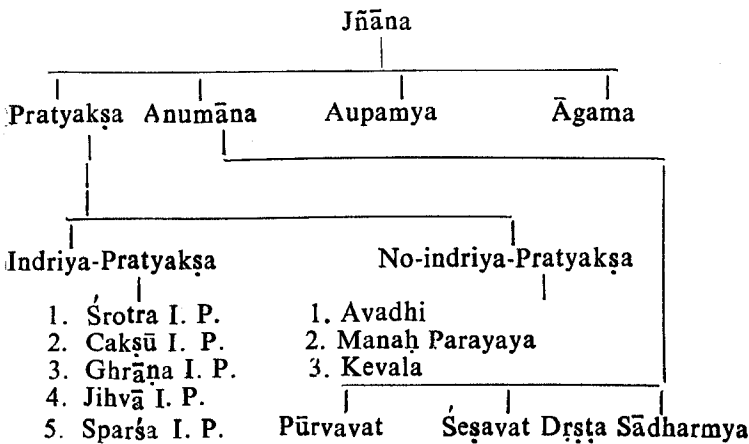 Jñāna
Pratyakṣa Anumāna Aupamya Āgama
Indriya-Pratyakṣa No-indriya-Pratyakṣa
1. Śrotra I. P. 1. Avadhi
2. Cakṣū I. P. 2. Manaḥ Parayaya
3. Ghrāṇa I. P. 3. Kevala
4. Jihvā I. P.
5. Sparśa I. P. Pūrvavat Śeṣavat Dṛṣta Sādharmya